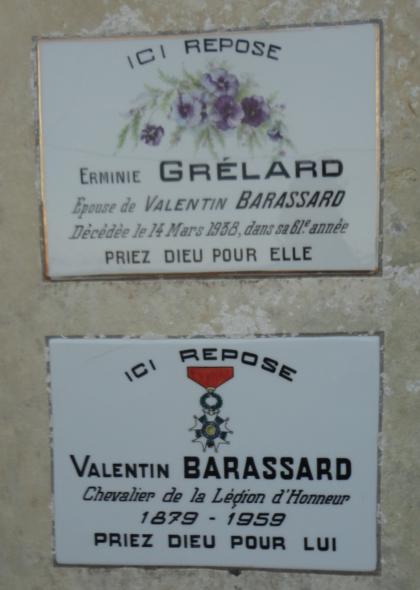 ICI REPOSE
ERMINIE GRÉLARD
Epouse de VALENTIN BARASSARD
Décédée le 14 Mars 1938, dans sa 61e année
PRIEZ DIEU POUR ELLE
ICI REPOSE
VALENTIN BARASSARD
Chevalier de la Légion d'Honneur
1879 - 1959
PRIEZ DIEU POUR LUI